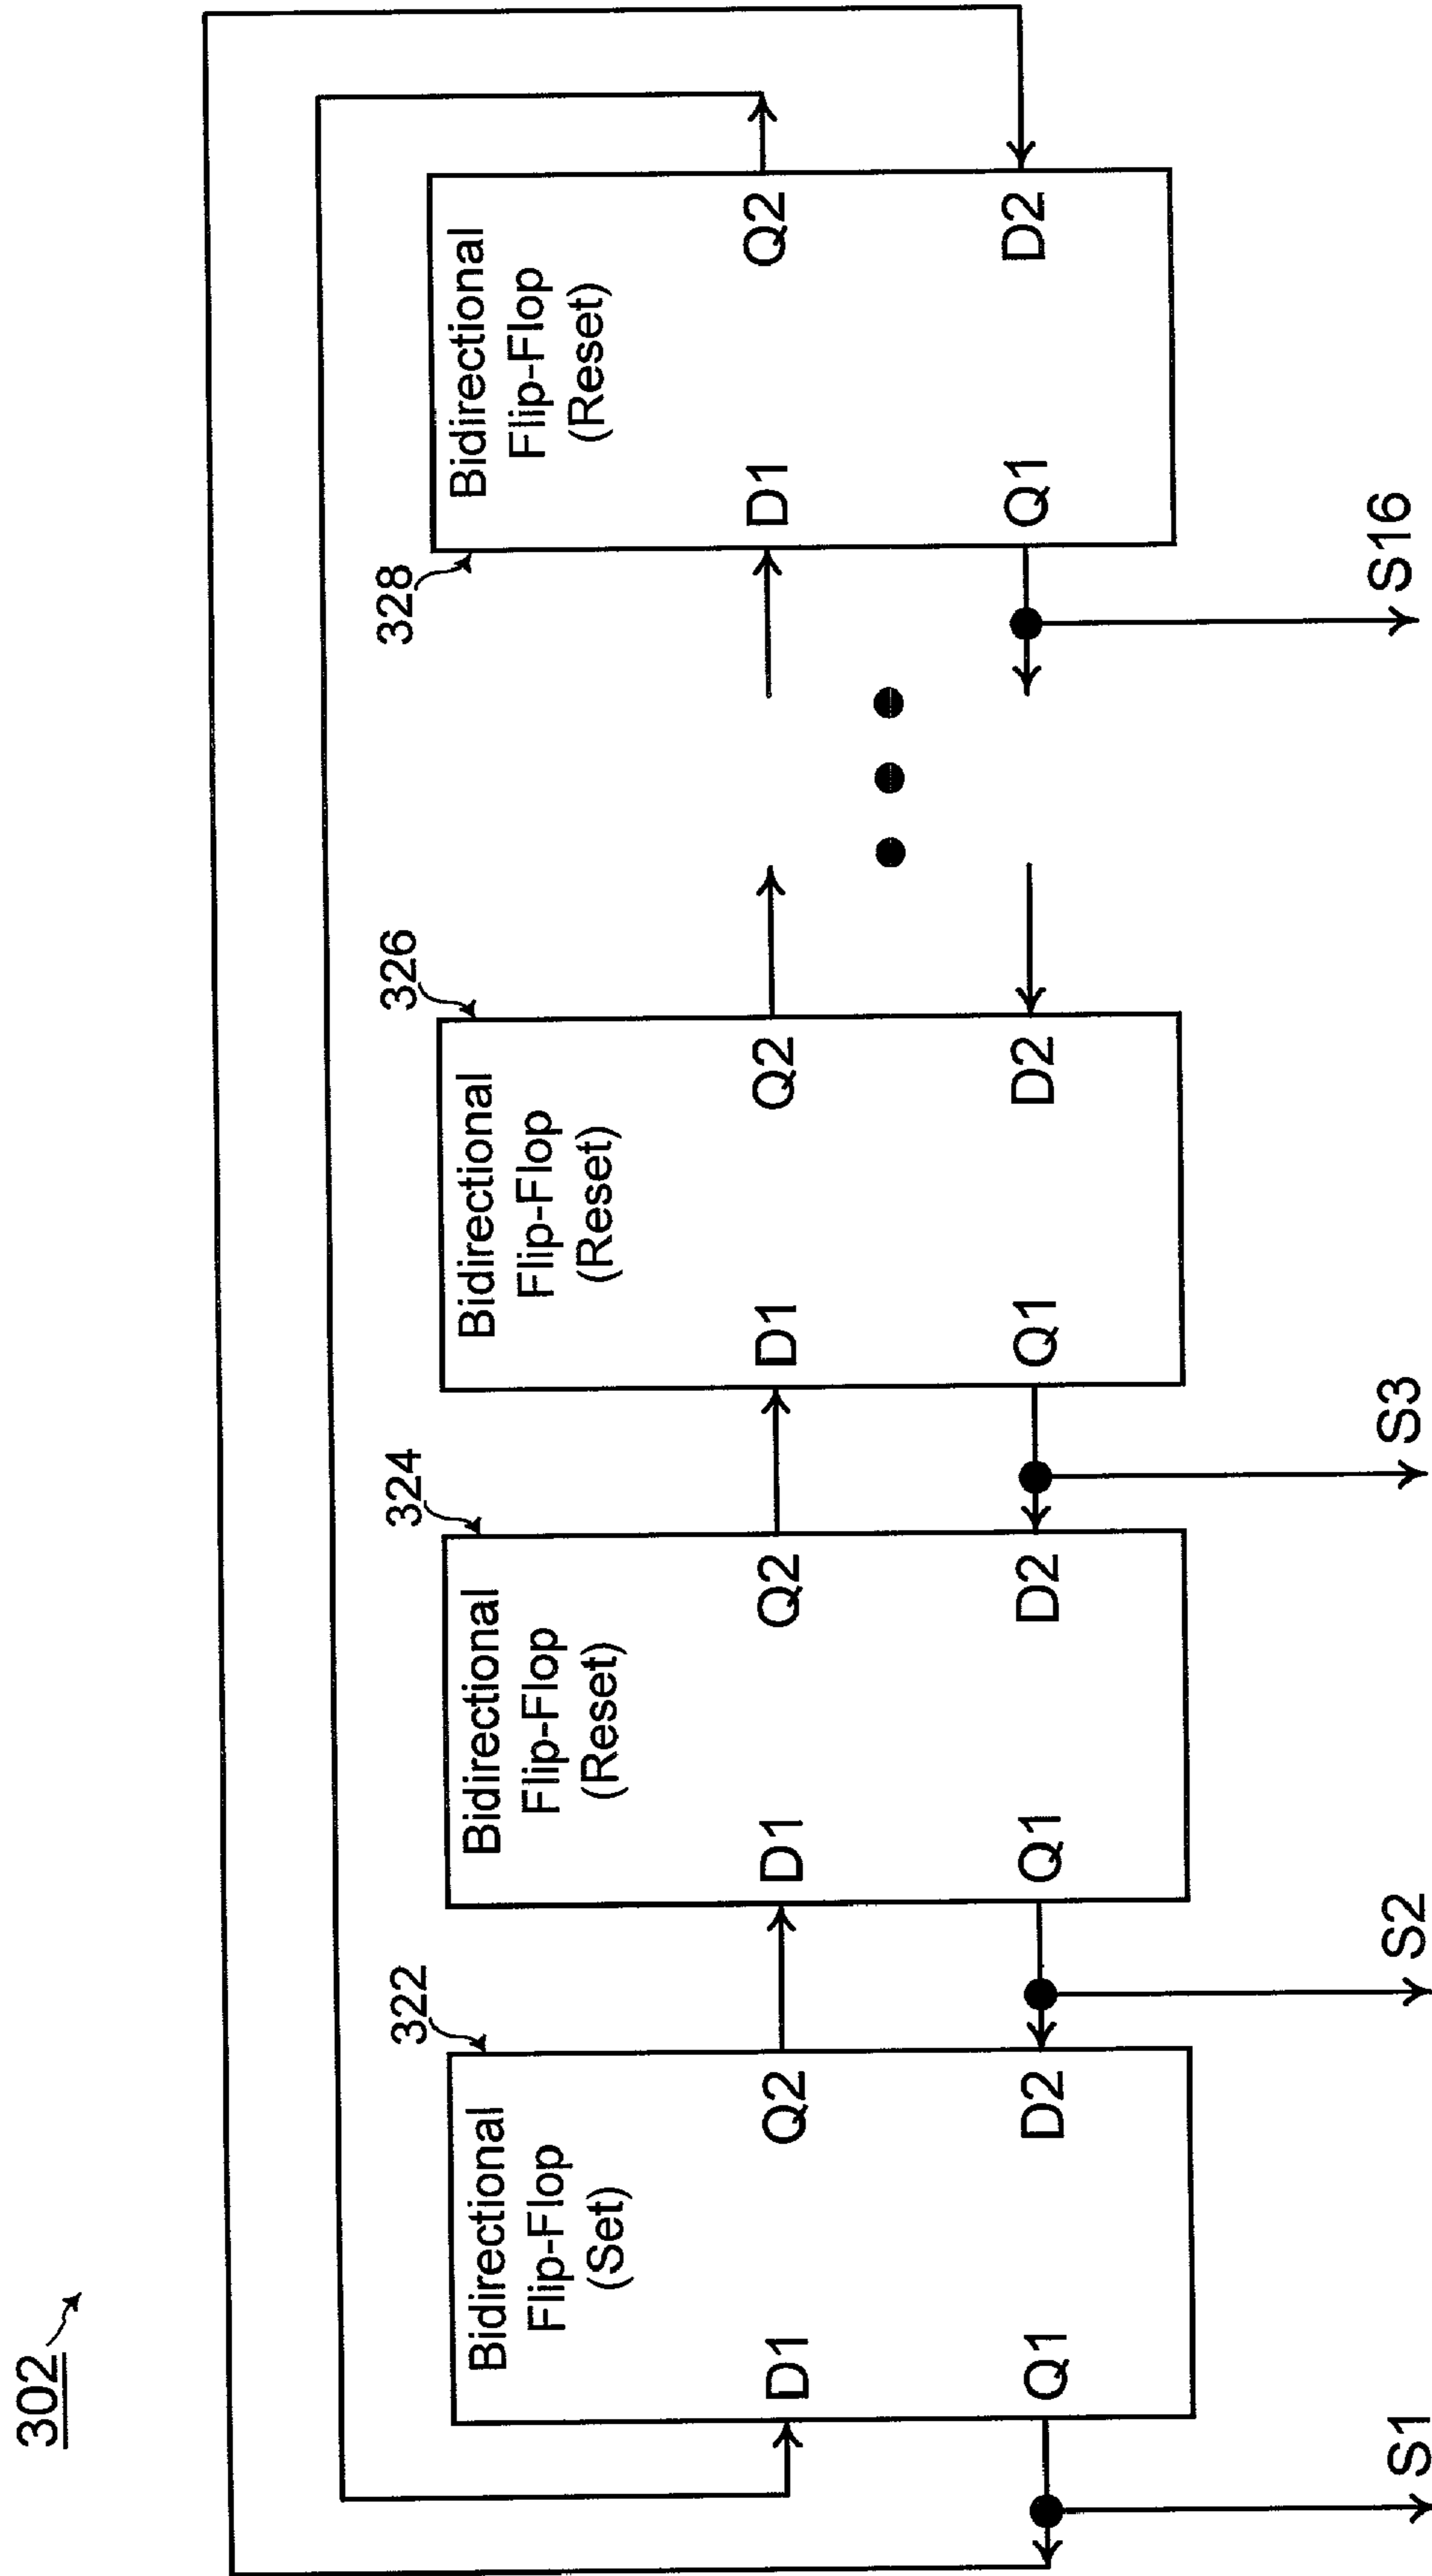 302
322
Bidirectional
Flip-Flop
(Set)
D1
Q2
Q1
D2
324
Bidirectional
Flip-Flop
(Reset)
D1
Q2
Q1
D2
326
Bidirectional
Flip-Flop
(Reset)
D1
Q2
Q1
D2
328
Bidirectional
Flip-Flop
(Reset)
D1
Q2
Q1
D2
S1
S2
S3
S16